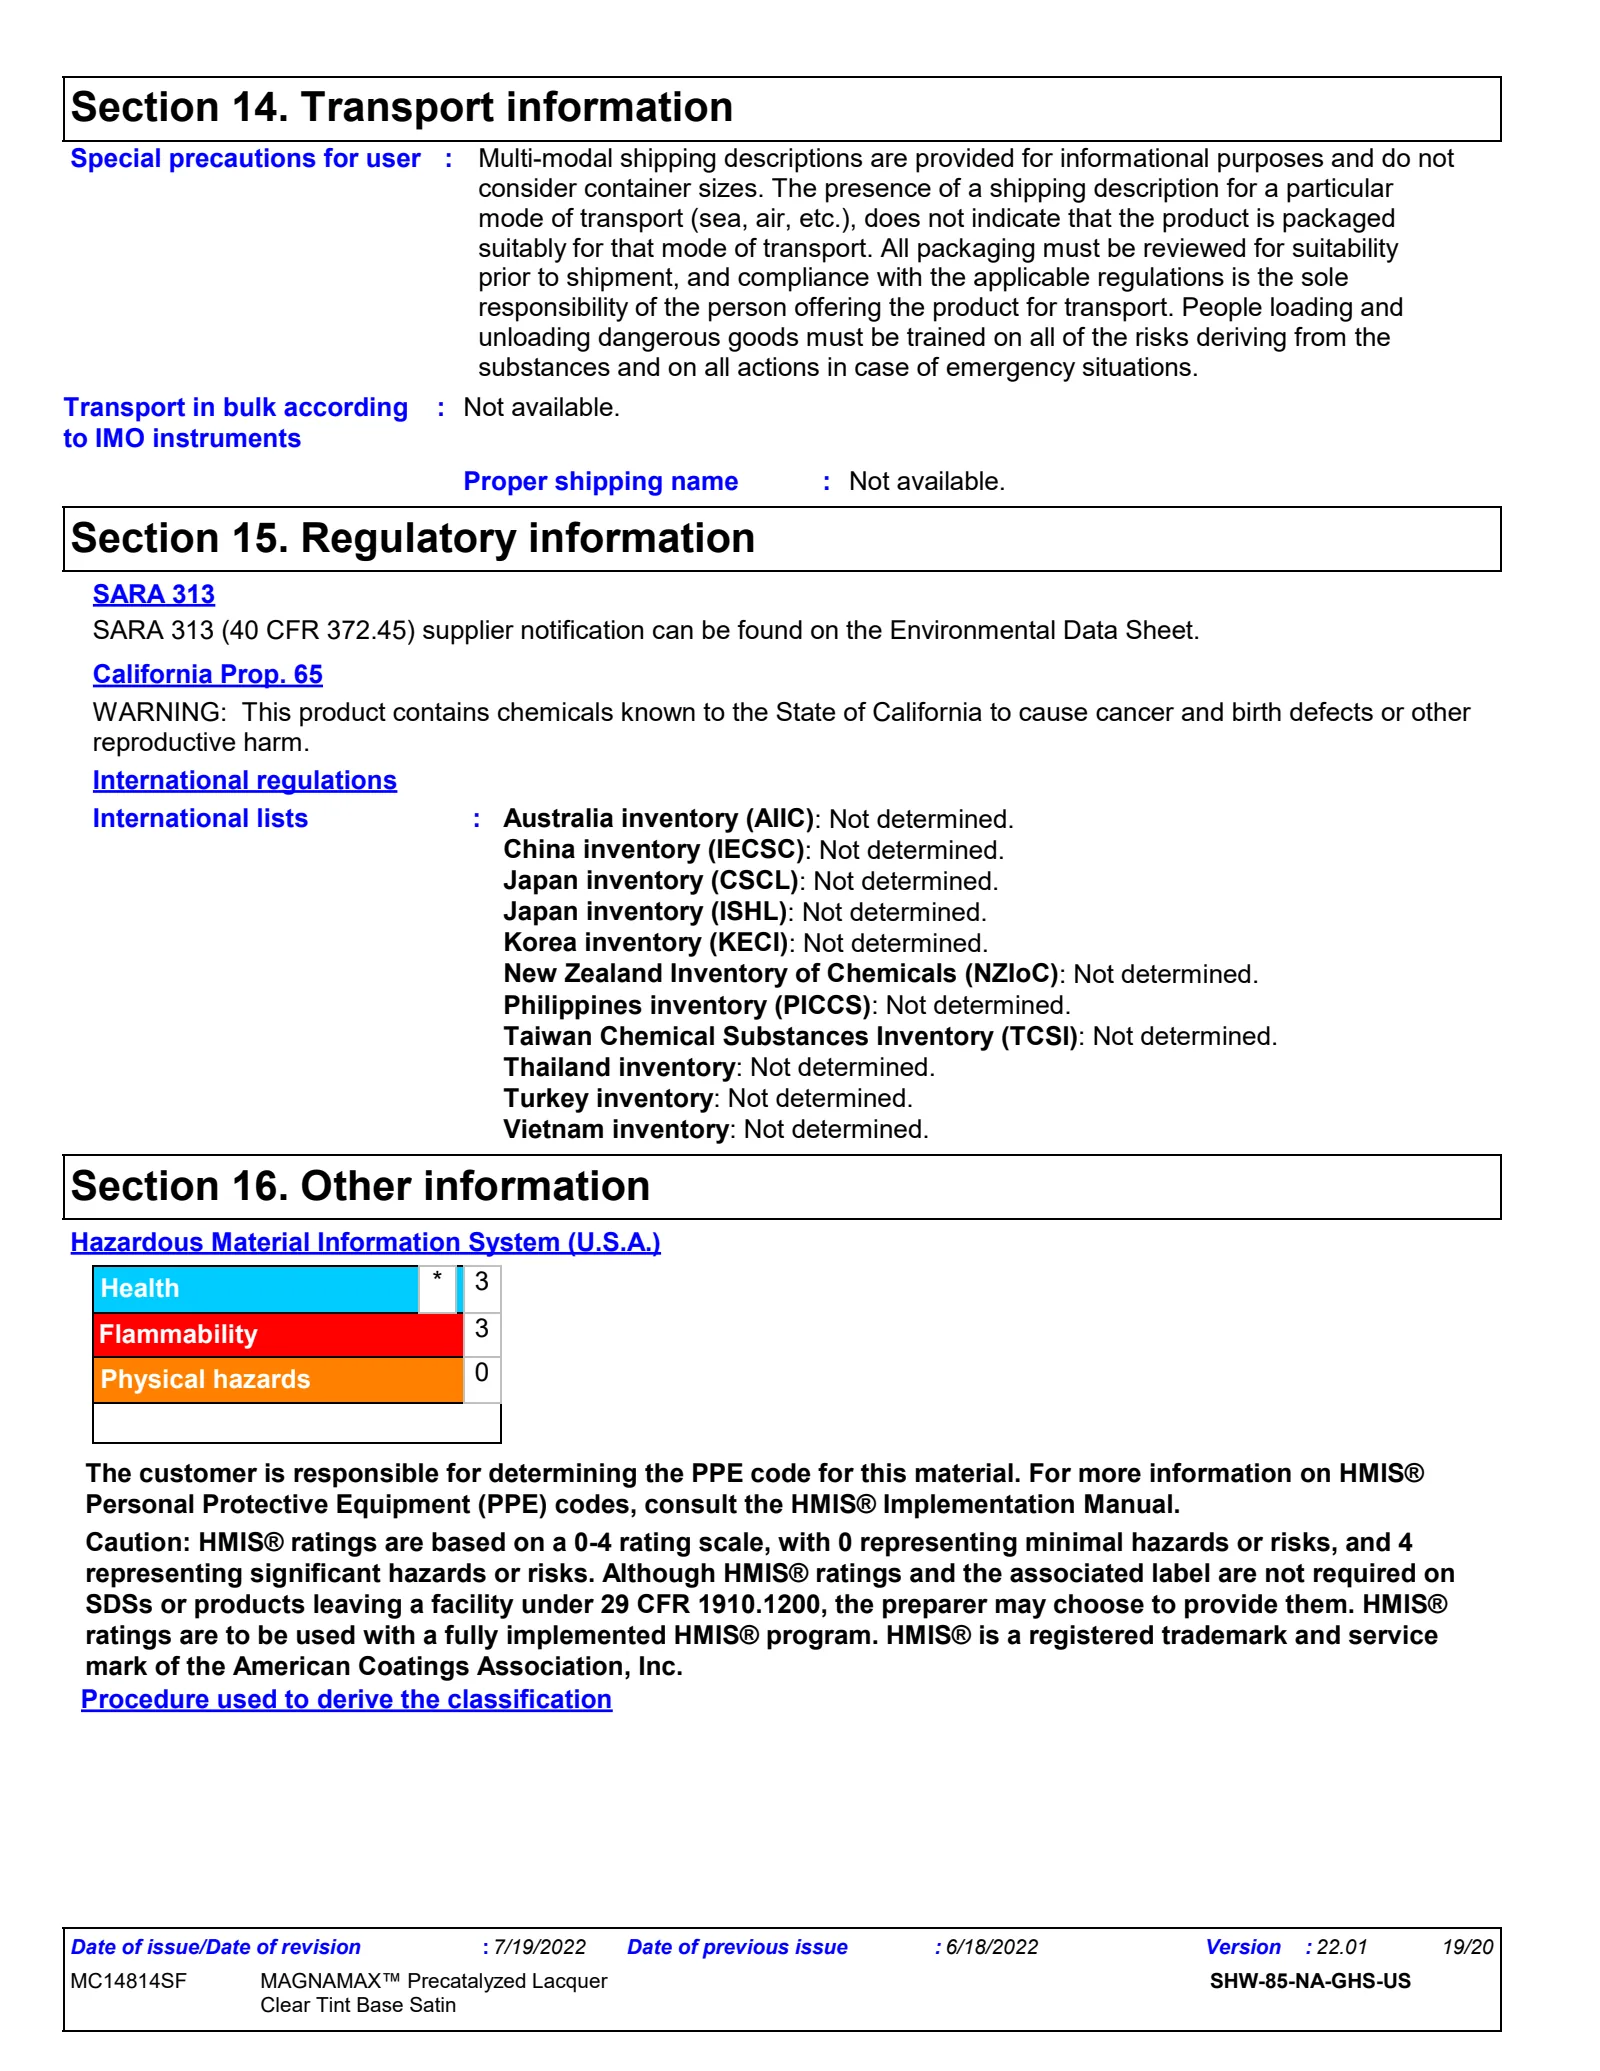 Section 14. Transport information
Special precautions for user : Multi-modal shipping descriptions are provided for informational purposes and do not
consider container sizes. The presence of a shipping description for a particular
mode of transport (sea, air, etc.), does not indicate that the product is packaged
suitably for that mode of transport. All packaging must be reviewed for suitability
prior to shipment, and compliance with the applicable regulations is the sole
responsibility of the person offering the product for transport. People loading and
unloading dangerous goods must be trained on all of the risks deriving from the
substances and on all actions in case of emergency situations.
Transport in bulk according : Not available.
to IMO instruments
Proper shipping name : Not available.
Section 15. Regulatory information
SARA 313
SARA 313 (40 CFR 372.45) supplier notification can be found on the Environmental Data Sheet.
California Prop. 65
WARNING: This product contains chemicals known to the State of California to cause cancer and birth defects or other
reproductive harm.
International regulations
International lists : Australia inventory (AIIC): Not determined.
China inventory (IECSC): Not determined.
Japan inventory (CSCL): Not determined.
Japan inventory (ISHL): Not determined.
Korea inventory (KECI): Not determined.
New Zealand Inventory of Chemicals (NZIoC): Not determined.
Philippines inventory (PICCS): Not determined.
Taiwan Chemical Substances Inventory (TCSI): Not determined.
Thailand inventory: Not determined.
Turkey inventory: Not determined.
Vietnam inventory: Not determined.
Section 16. Other information
Hazardous Material Information System (U.S.A.)
Health * 3
Flammability 3
Physical hazards 0
The customer is responsible for determining the PPE code for this material. For more information on HMIS®
Personal Protective Equipment (PPE) codes, consult the HMIS® Implementation Manual.
Caution: HMIS® ratings are based on a 0-4 rating scale, with 0 representing minimal hazards or risks, and 4
representing significant hazards or risks. Although HMIS® ratings and the associated label are not required on
SDSs or products leaving a facility under 29 CFR 1910.1200, the preparer may choose to provide them. HMIS®
ratings are to be used with a fully implemented HMIS® program. HMIS® is a registered trademark and service
mark of the American Coatings Association, Inc.
Procedure used to derive the classification
Date of issue/Date of revision : 7/19/2022 Date of previous issue : 6/18/2022 Version : 22.01 19/20
MC14814SF MAGNAMAX™ Precatalyzed Lacquer SHW-85-NA-GHS-US
Clear Tint Base Satin